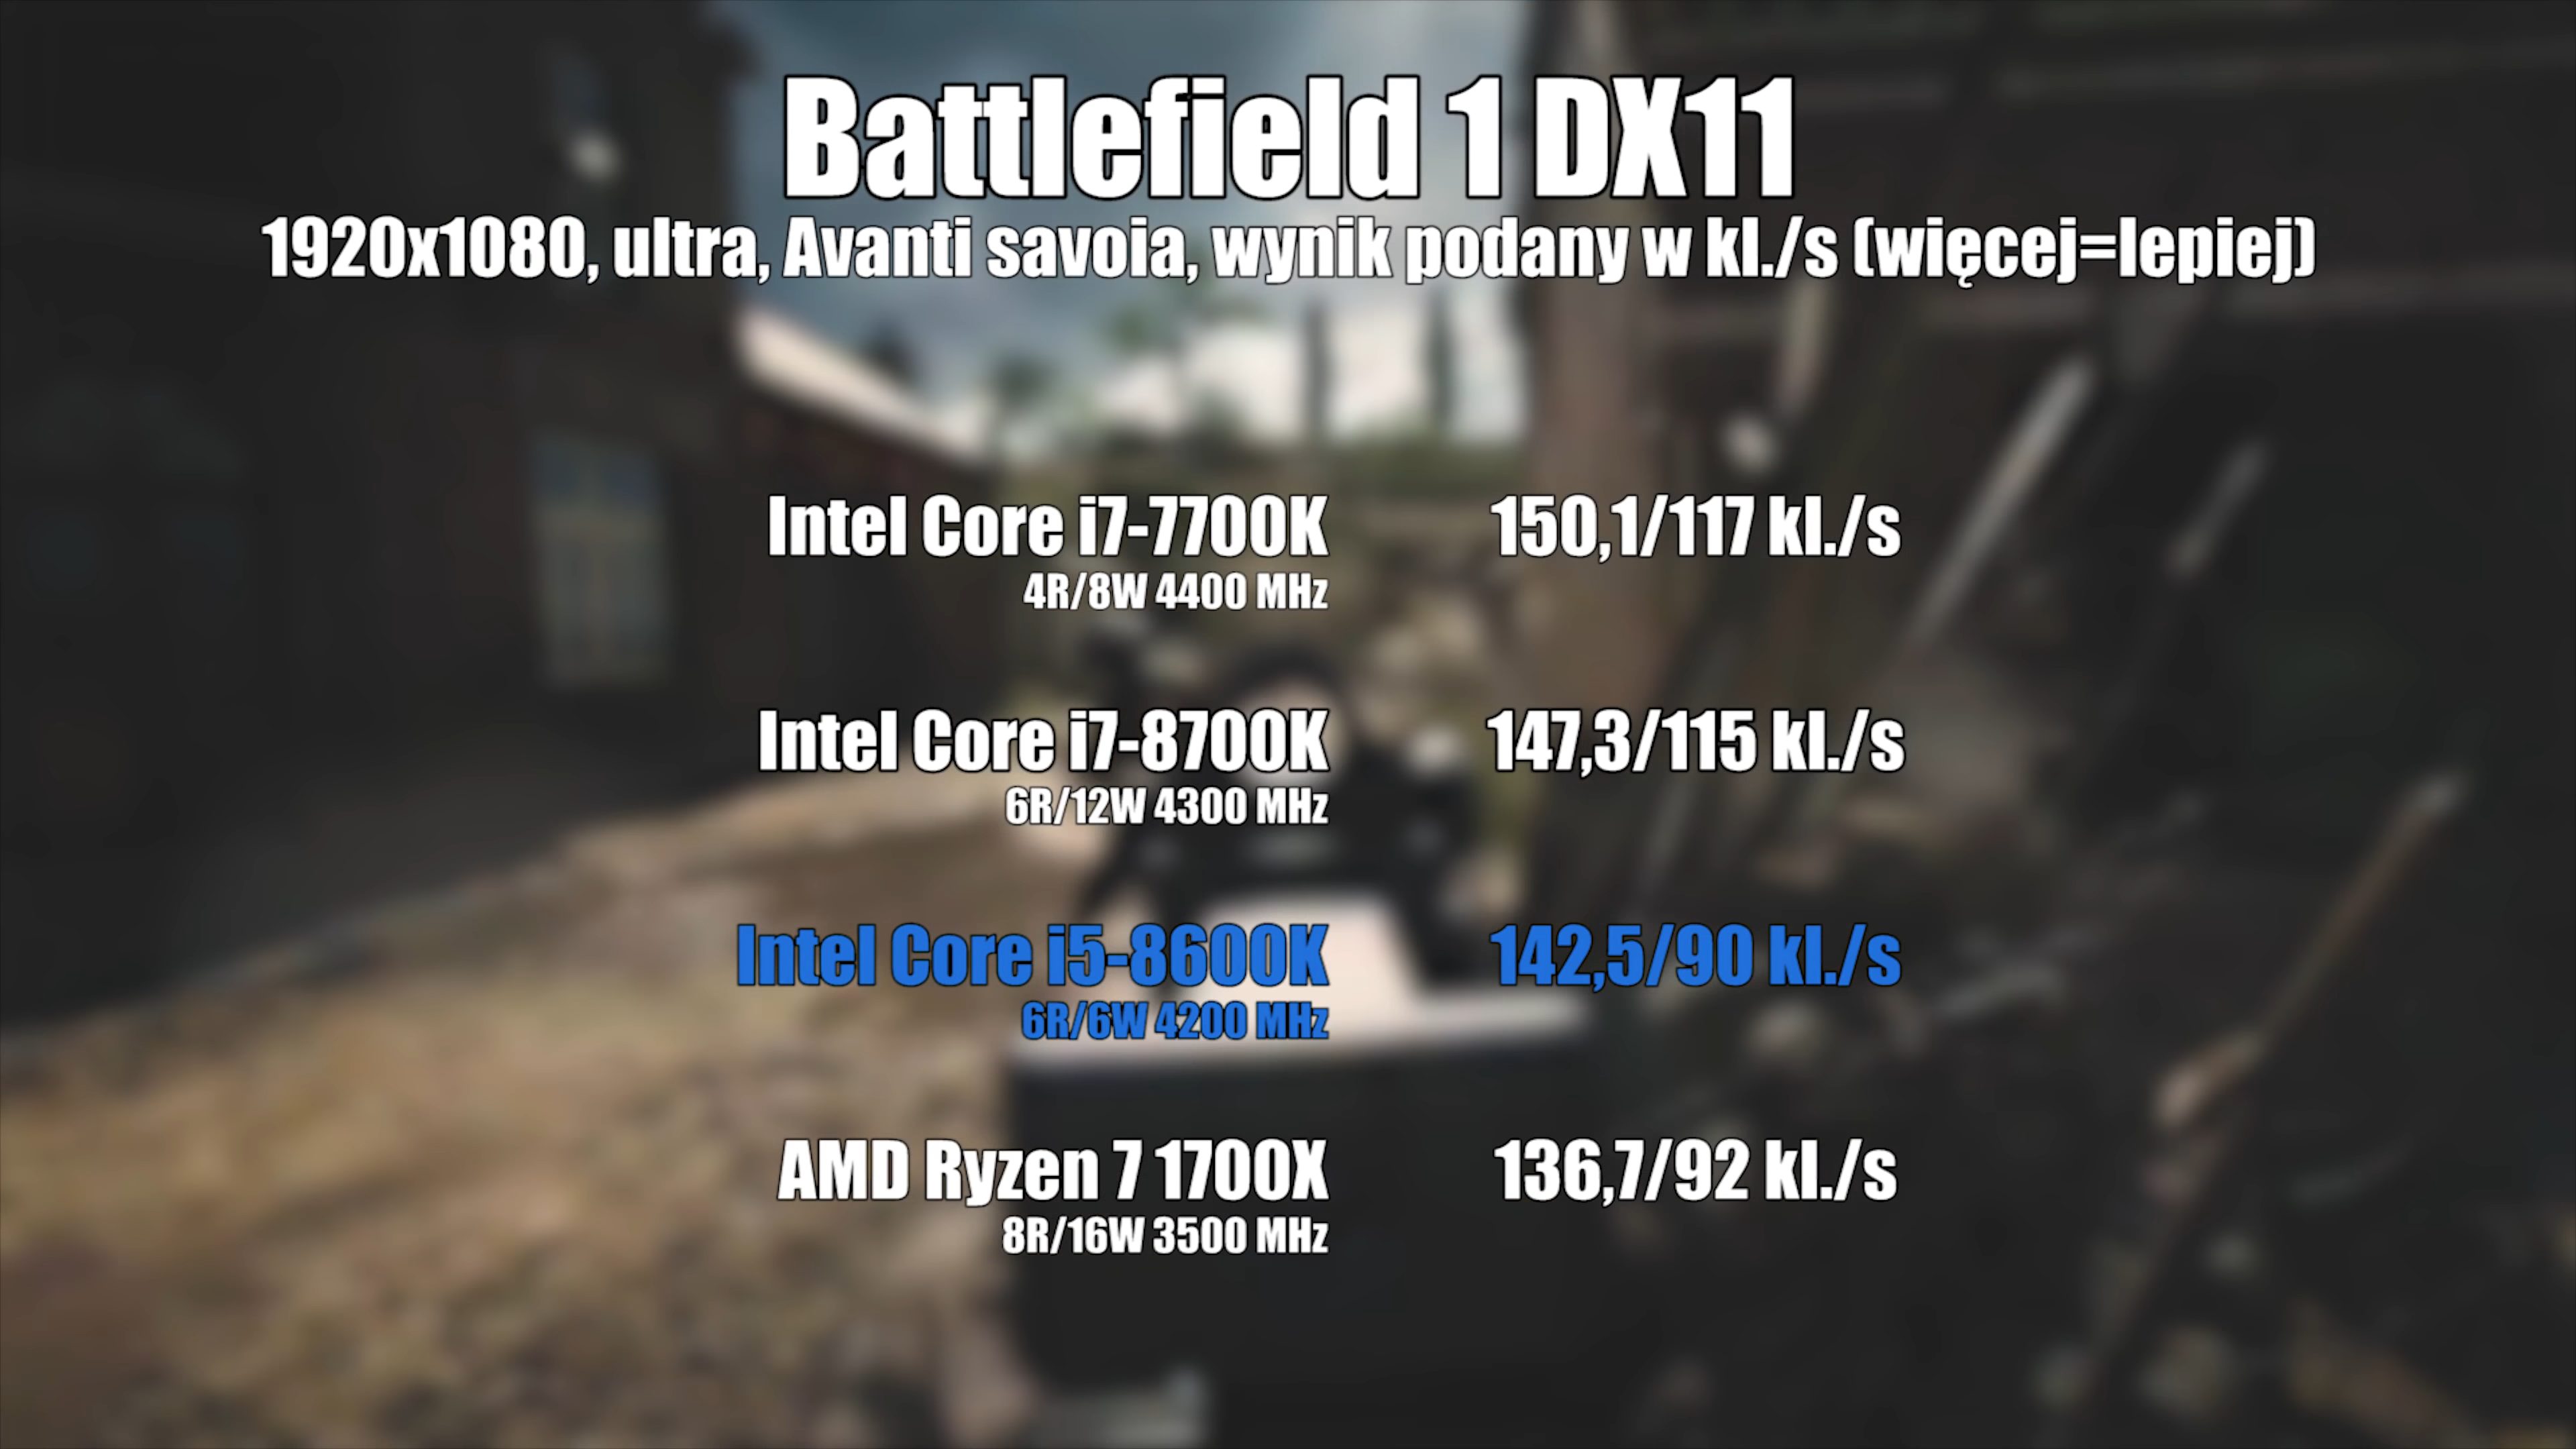 Battlefield 1 DX11
1920x1080, ultra, Avanti savoia, wynik podany w kl./s (więcej=lepiej)
Intel Core i7-7700K 150,1/117 kl./s
4R/8W 4400 MHz
Intel Core i7-8700K 147,3/115 kl./s
6R/12W 4300 MHz
Intel Core i5-8600K 142,5/90 kl./s
6R/6W 4200 MHz
AMD Ryzen 7 1700X 136,7/92 kl./s
8R/16W 3500 MHz